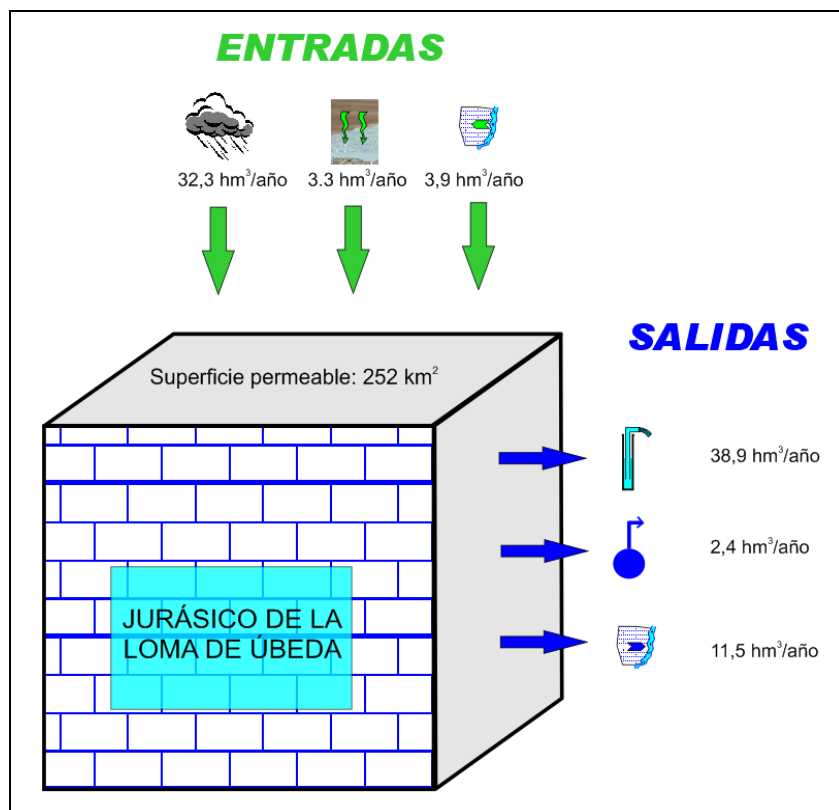 ENTRADAS
32,3 hm³/año 3.3 hm³/año 3,9 hm³/año
SALIDAS
Superficie permeable: 252 km²
38,9 hm³/año
2,4 hm³/año
JURÁSICO DE LA
LOMA DE ÚBEDA
11,5 hm³/año